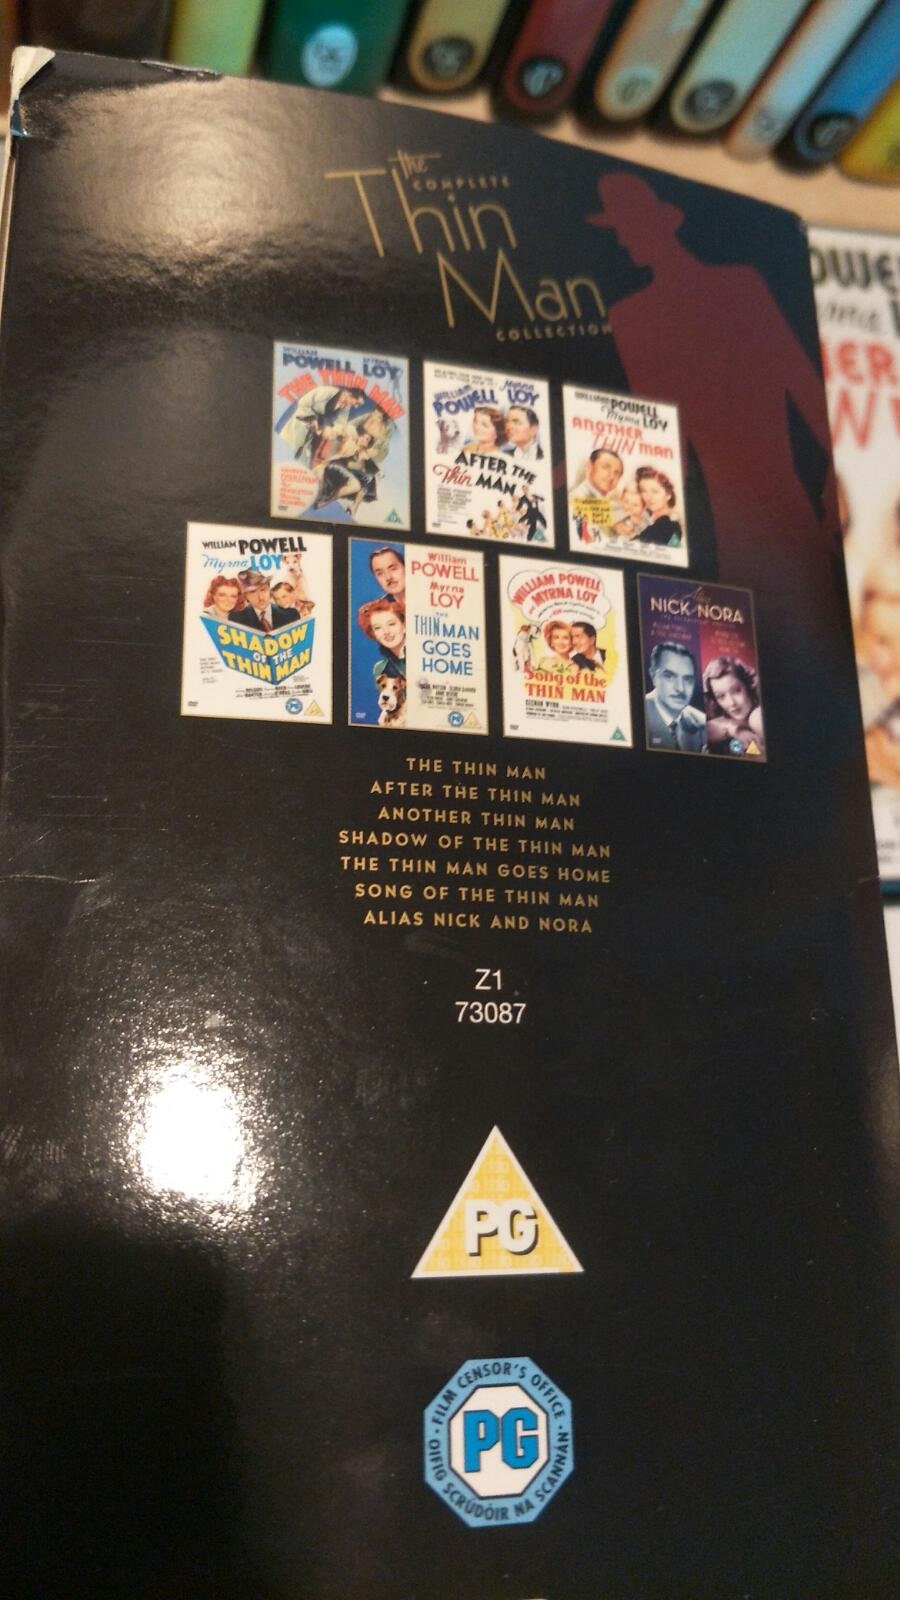 the
COMPLETE
Thin
Man
COLLECTION
WILLIAM POWELL MYRNA LOY
THE THIN MAN
WILLIAM POWELL Myrna LOY
AFTER THE Thin MAN
WILLIAM POWELL
Myrna LOY
ANOTHER
THIN MAN
WILLIAM POWELL
Myrna LOY
SHADOW
OF THE
THIN MAN
William
POWELL
Myrna
LOY
THE
THIN MAN
GOES
HOME
WILLIAM POWELL
MYRNA LOY
Song of the
THIN MAN
KEENAN WYNN
Alias
NICK AND NORA
THE THIN MAN
AFTER THE THIN MAN
ANOTHER THIN MAN
SHADOW OF THE THIN MAN
THE THIN MAN GOES HOME
SONG OF THE THIN MAN
ALIAS NICK AND NORA
Z1
73087
PG
FILM CENSOR'S OFFICE
PG
OIFIG SCRÚDÓIR NA SCANNÁN